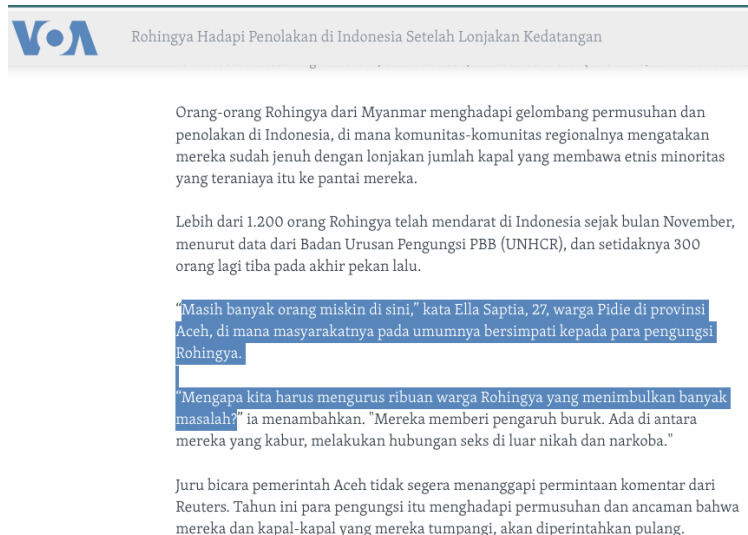 VOA
Rohingya Hadapi Penolakan di Indonesia Setelah Lonjakan Kedatangan
Orang-orang Rohingya dari Myanmar menghadapi gelombang permusuhan dan
penolakan di Indonesia, di mana komunitas-komunitas regionalnya mengatakan
mereka sudah jenuh dengan lonjakan jumlah kapal yang membawa etnis minoritas
yang teraniaya itu ke pantai mereka.
Lebih dari 1.200 orang Rohingya telah mendarat di Indonesia sejak bulan November,
menurut data dari Badan Urusan Pengungsi PBB (UNHCR), dan setidaknya 300
orang lagi tiba pada akhir pekan lalu.
“Masih banyak orang miskin di sini,” kata Ella Saptia, 27, warga Pidie di provinsi
Aceh, di mana masyarakatnya pada umumnya bersimpati kepada para pengungsi
Rohingya.
“Mengapa kita harus mengurus ribuan warga Rohingya yang menimbulkan banyak
masalah?” ia menambahkan. "Mereka memberi pengaruh buruk. Ada di antara
mereka yang kabur, melakukan hubungan seks di luar nikah dan narkoba."
Juru bicara pemerintah Aceh tidak segera menanggapi permintaan komentar dari
Reuters. Tahun ini para pengungsi itu menghadapi permusuhan dan ancaman bahwa
mereka dan kapal-kapal yang mereka tumpangi, akan diperintahkan pulang.